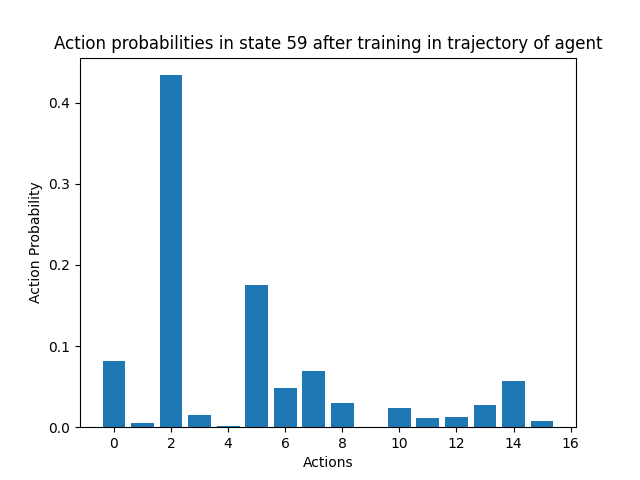 Action probabilities in state 59 after training in trajectory of agent
Action Probability
0.4
0.3
0.2
0.1
0.0
0 2 4 6 8 10 12 14 16
Actions